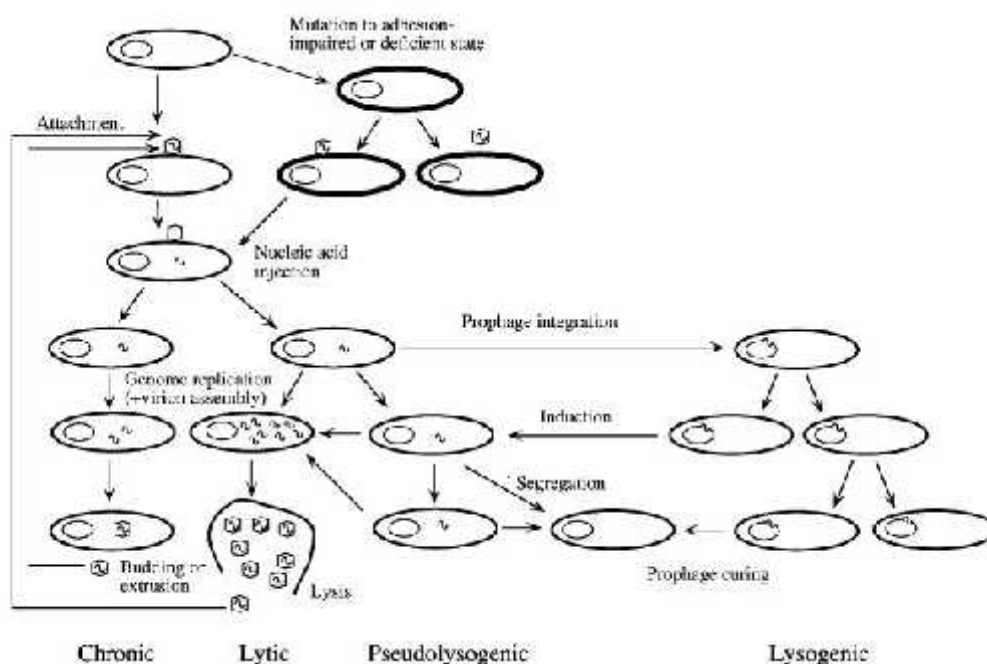 Mutation to adhesion-
impaired or deficient state
Attachment
Nucleic acid
injection
Prophage integration
Genome replication
(+virion assembly)
Induction
Segregation
Budding or
extrusion
Lysis
Prophage curing
Chronic
Lytic
Pseudolysogenic
Lysogenic